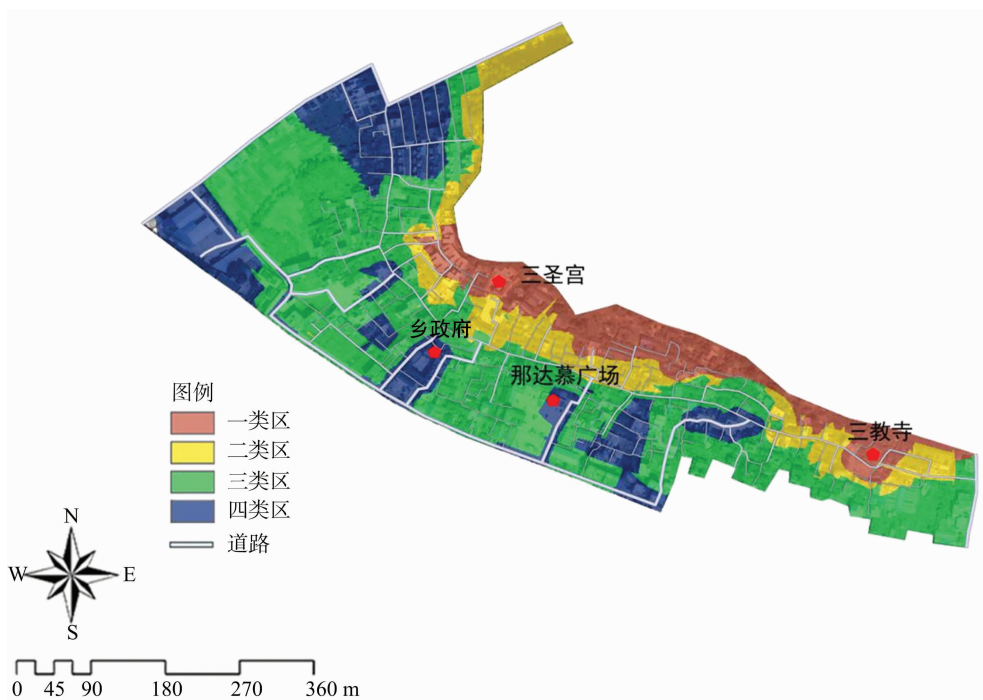 三圣宫
乡政府
那达慕广场
三教寺
图例
一类区
二类区
三类区
四类区
道路
N
W E
S
0 45 90 180 270 360 m